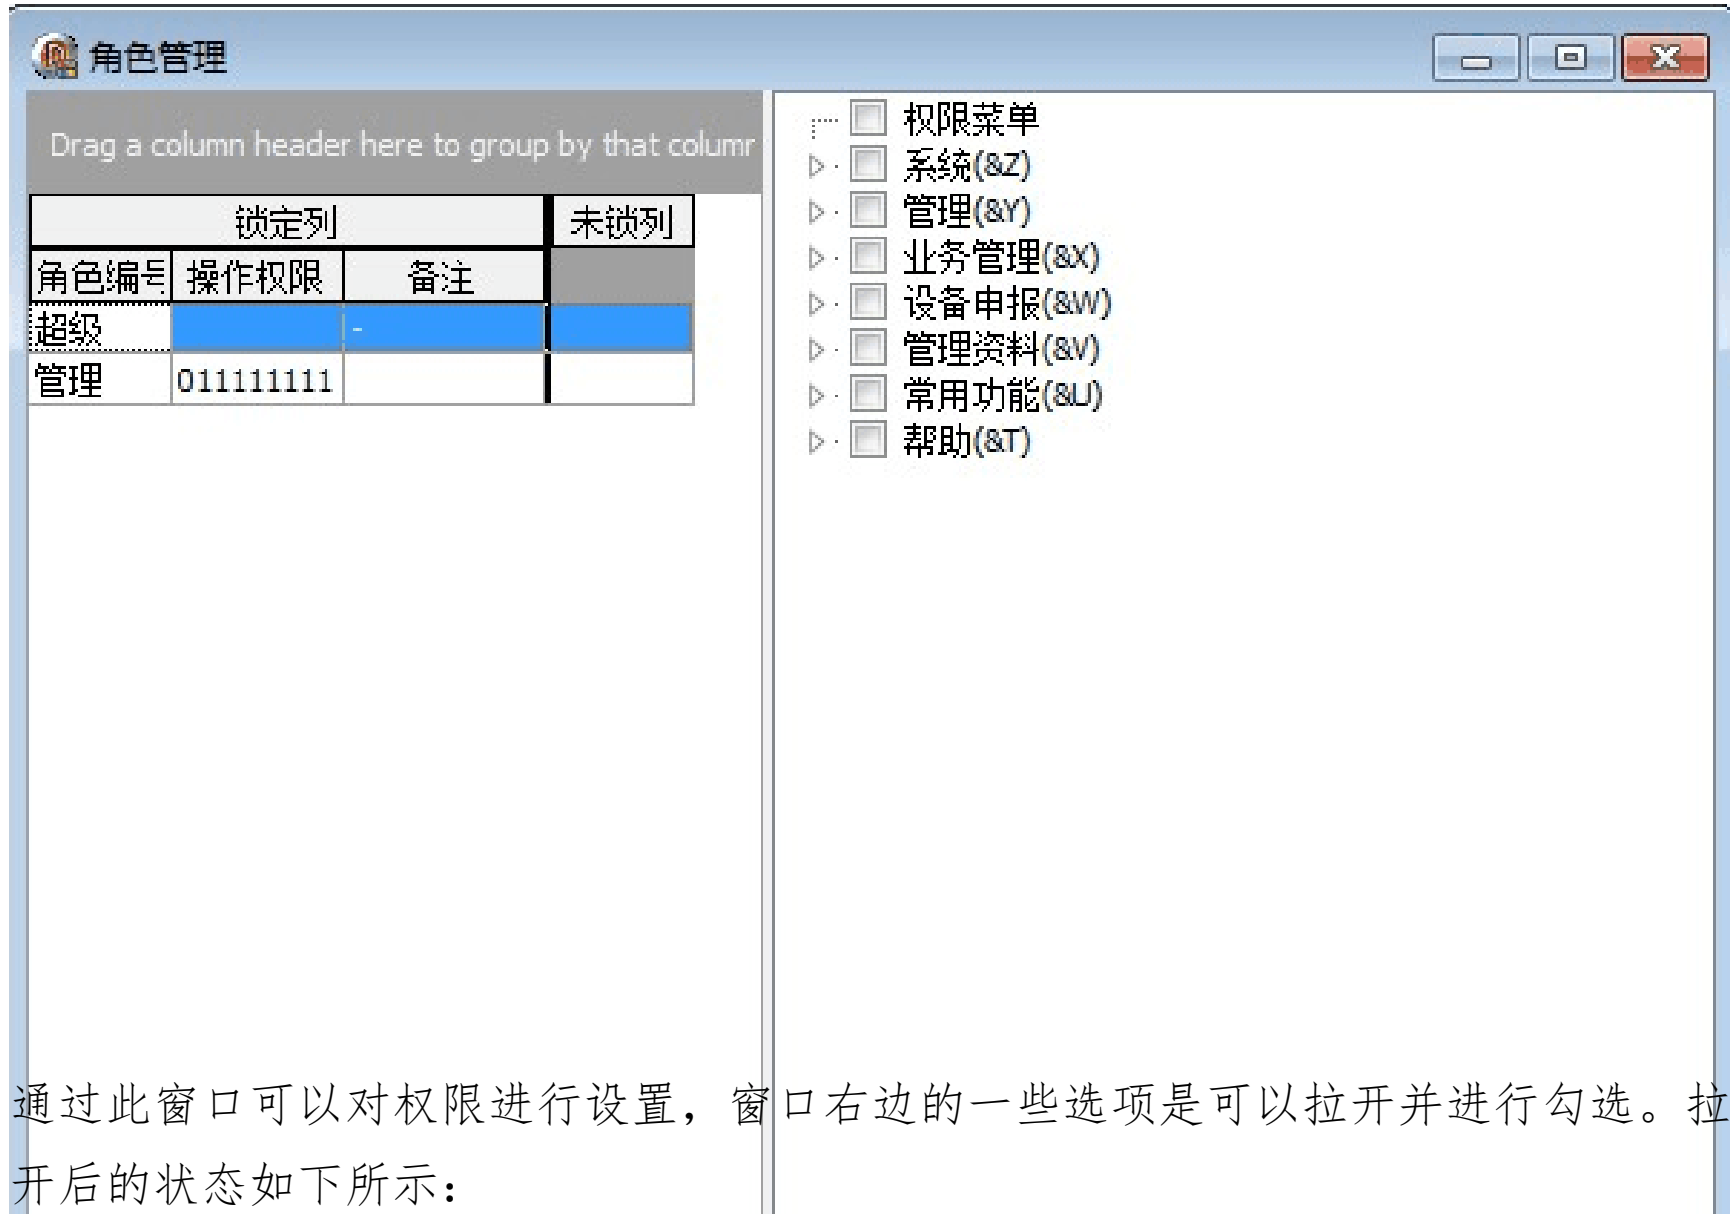 角色管理
Drag a column header here to group by that colum
锁定列 未锁列
角色编号 操作权限 备注
超级 -
管理 011111111
权限菜单
系统(&Z)
管理(&Y)
业务管理(&X)
设备申报(&W)
管理资料(&V)
常用功能(&U)
帮助(&T)
通过此窗口可以对权限进行设置，窗口右边的一些选项是可以拉开并进行勾选。拉
开后的状态如下所示：